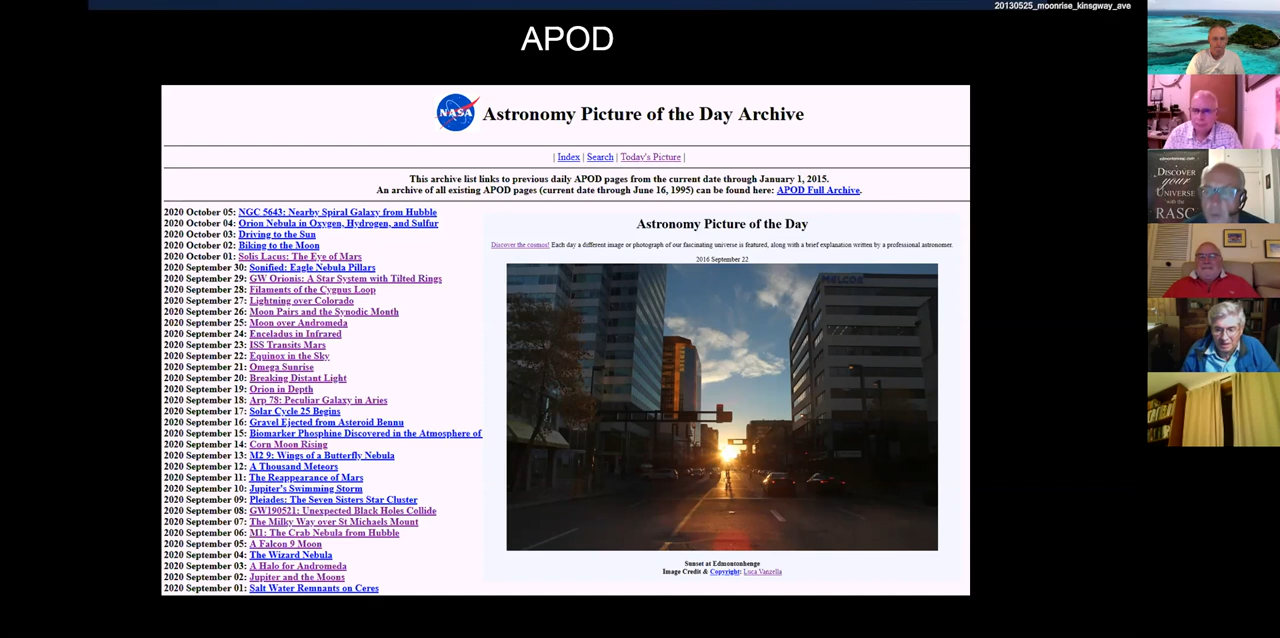 20130525_moonrise_kinsgway_ave
APOD
NASA
Astronomy Picture of the Day Archive
| Index | Search | Today's Picture |
This archive list links to previous daily APOD pages from the current date through January 1, 2015.
An archive of all existing APOD pages (current date through June 16, 1995) can be found here: APOD Full Archive.
2020 October 05: NGC 5643: Nearby Spiral Galaxy from Hubble
2020 October 04: Orion Nebula in Oxygen, Hydrogen, and Sulfur
2020 October 03: Driving to the Sun
2020 October 02: Biking to the Moon
2020 October 01: Solis Lacus: The Eye of Mars
2020 September 30: Sonified: Eagle Nebula Pillars
2020 September 29: GW Orionis: A Star System with Tilted Rings
2020 September 28: Filaments of the Cygnus Loop
2020 September 27: Lightning over Colorado
2020 September 26: Moon Pairs and the Synodic Month
2020 September 25: Moon over Andromeda
2020 September 24: Enceladus in Infrared
2020 September 23: ISS Transits Mars
2020 September 22: Equinox in the Sky
2020 September 21: Omega Sunrise
2020 September 20: Breaking Distant Light
2020 September 19: Orion in Depth
2020 September 18: Arp 78: Peculiar Galaxy in Aries
2020 September 17: Solar Cycle 25 Begins
2020 September 16: Gravel Ejected from Asteroid Bennu
2020 September 15: Biomarker Phosphine Discovered in the Atmosphere of
2020 September 14: Corn Moon Rising
2020 September 13: M2 9: Wings of a Butterfly Nebula
2020 September 12: A Thousand Meteors
2020 September 11: The Reappearance of Mars
2020 September 10: Jupiter's Swimming Storm
2020 September 09: Pleiades: The Seven Sisters Star Cluster
2020 September 08: GW190521: Unexpected Black Holes Collide
2020 September 07: The Milky Way over St Michaels Mount
2020 September 06: M1: The Crab Nebula from Hubble
2020 September 05: A Falcon 9 Moon
2020 September 04: The Wizard Nebula
2020 September 03: A Halo for Andromeda
2020 September 02: Jupiter and the Moons
2020 September 01: Salt Water Remnants on Ceres
Astronomy Picture of the Day
Discover the cosmos! Each day a different image or photograph of our fascinating universe is featured, along with a brief explanation written by a professional astronomer.
2016 September 22
MELCOR
Sunset at Edmontonhenge
Image Credit & Copyright: Luca Vanzella
edmontonrasc.com
DISCOVER
your
UNIVERSE
with the
RASC